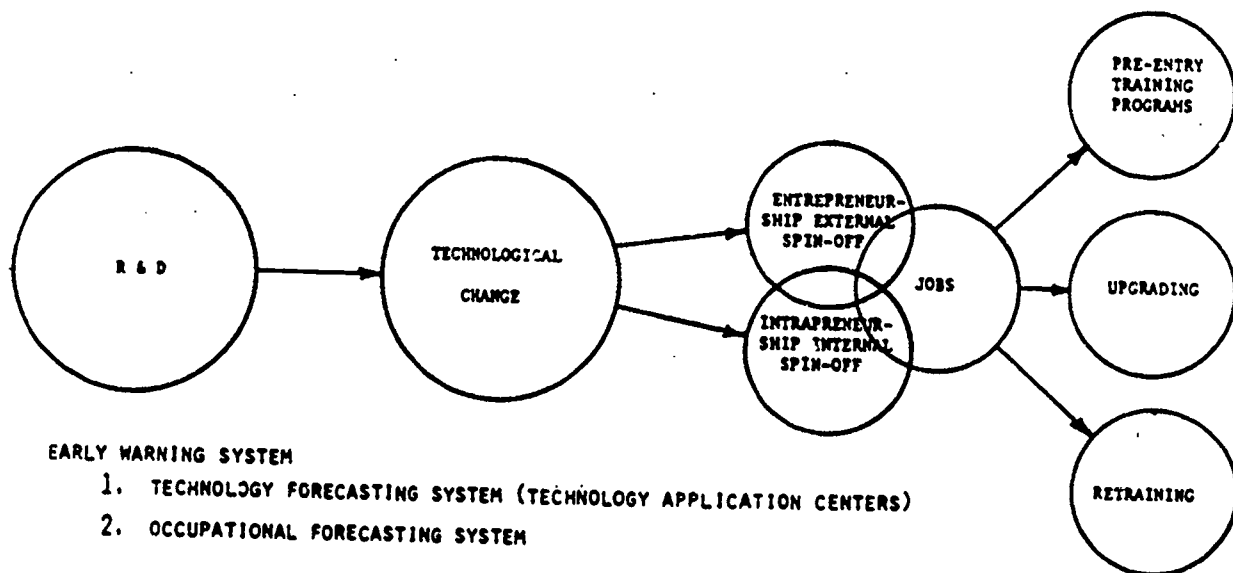 PRE-ENTRY
TRAINING
PROGRAMS
R & D
TECHNOLOGICAL
CHANGE
ENTREPRENEUR-
SHIP EXTERNAL
SPIN-OFF
JOBS
INTRAPRENEUR-
SHIP INTERNAL
SPIN-OFF
UPGRADING
RETRAINING
EARLY WARNING SYSTEM
1. TECHNOLOGY FORECASTING SYSTEM (TECHNOLOGY APPLICATION CENTERS)
2. OCCUPATIONAL FORECASTING SYSTEM